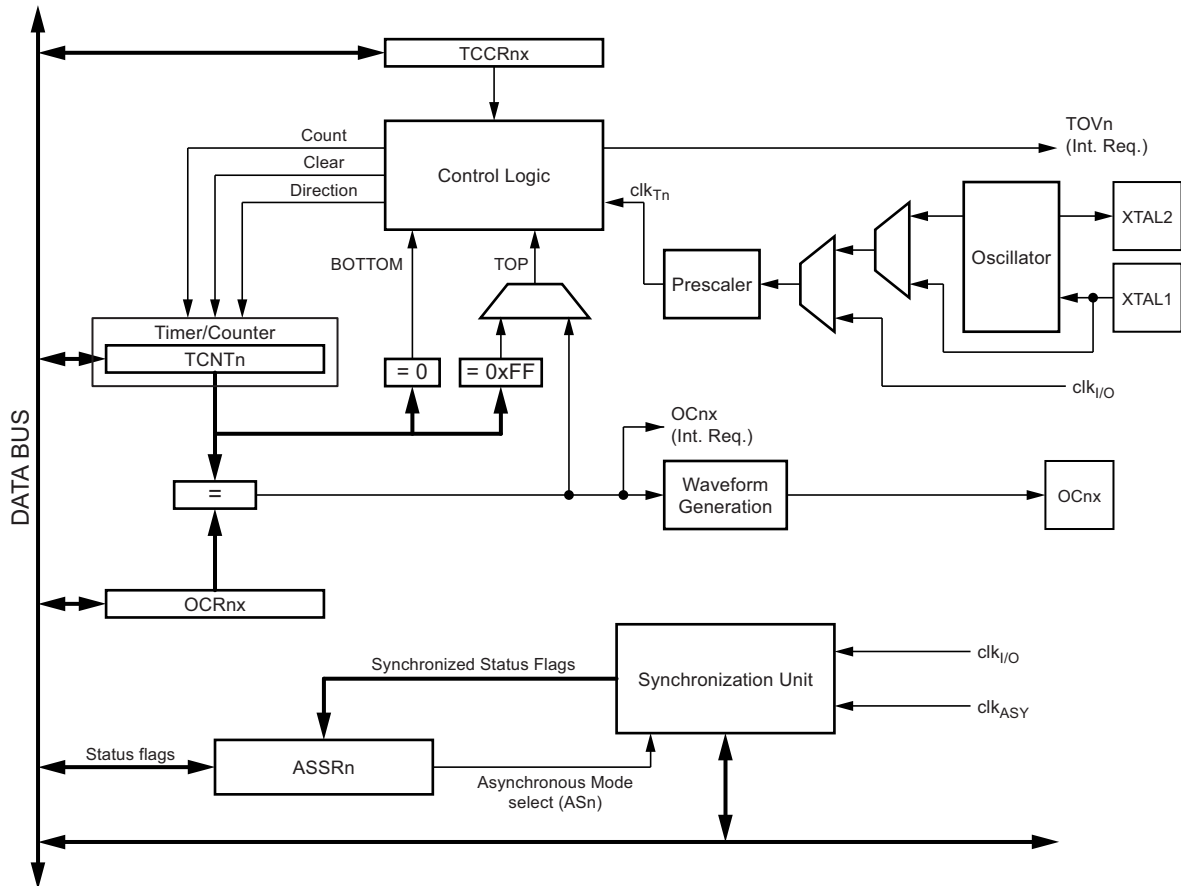 TCCRnx
Count
Clear
Direction
Control Logic
TOVn
(Int. Req.)
clkTn
XTAL2
Oscillator
XTAL1
Prescaler
BOTTOM
TOP
Timer/Counter
TCNTn
= 0
= 0xFF
clkI/O
OCnx
(Int. Req.)
DATA BUS
=
Waveform
Generation
OCnx
OCRnx
Synchronized Status Flags
Synchronization Unit
clkI/O
clkASY
Status flags
ASSRn
Asynchronous Mode
select (ASn)